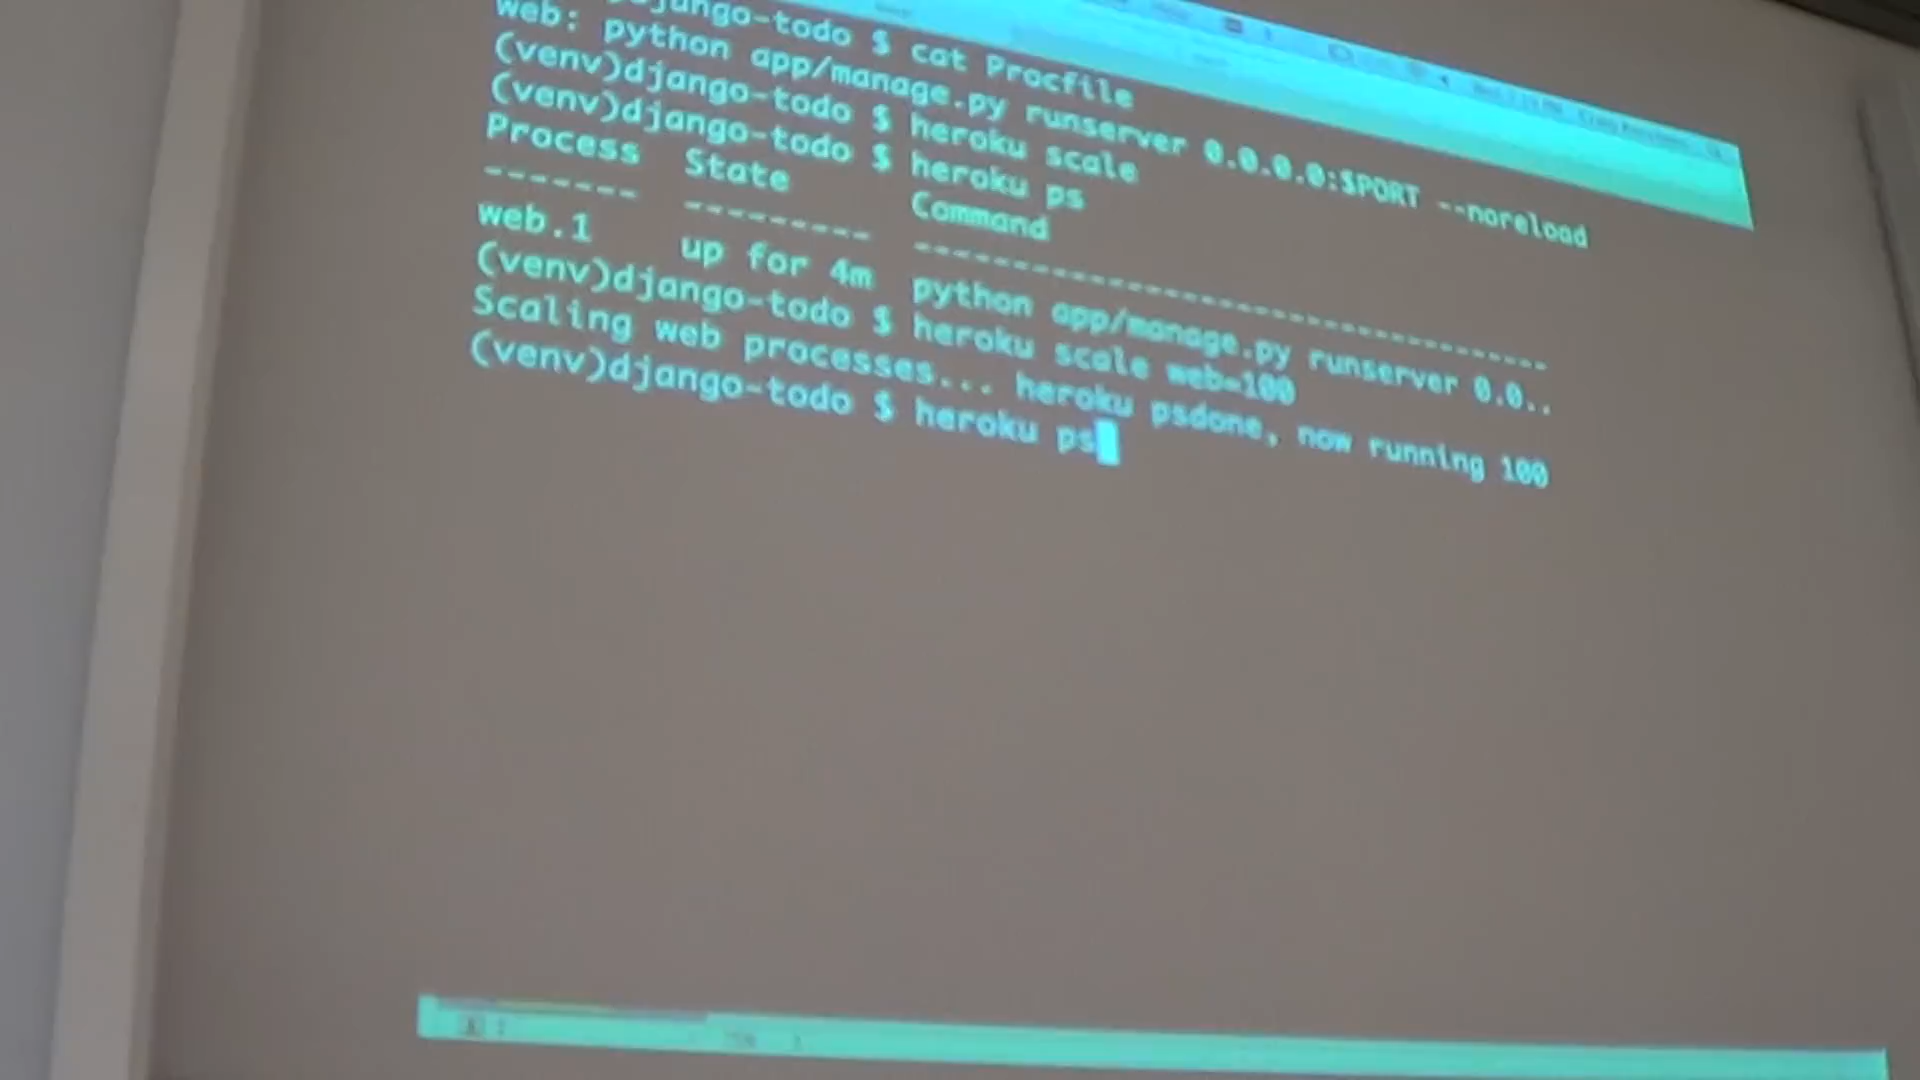 django-todo $ cat Procfile
web: python app/manage.py runserver 0.0.0.0:$PORT --noreload
(venv)django-todo $ heroku scale
(venv)django-todo $ heroku ps
Process State Command
------- --------- --------------------------------------
web.1 up for 4m python app/manage.py runserver 0.0..
(venv)django-todo $ heroku scale web=100
Scaling web processes... heroku psdone, now running 100
(venv)django-todo $ heroku ps